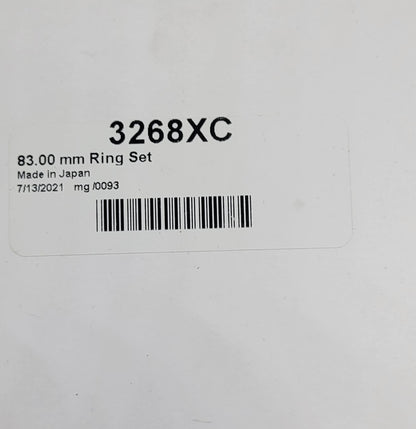 3268XC
83.00 mm Ring Set
Made in Japan
7/13/2021 mg /0093